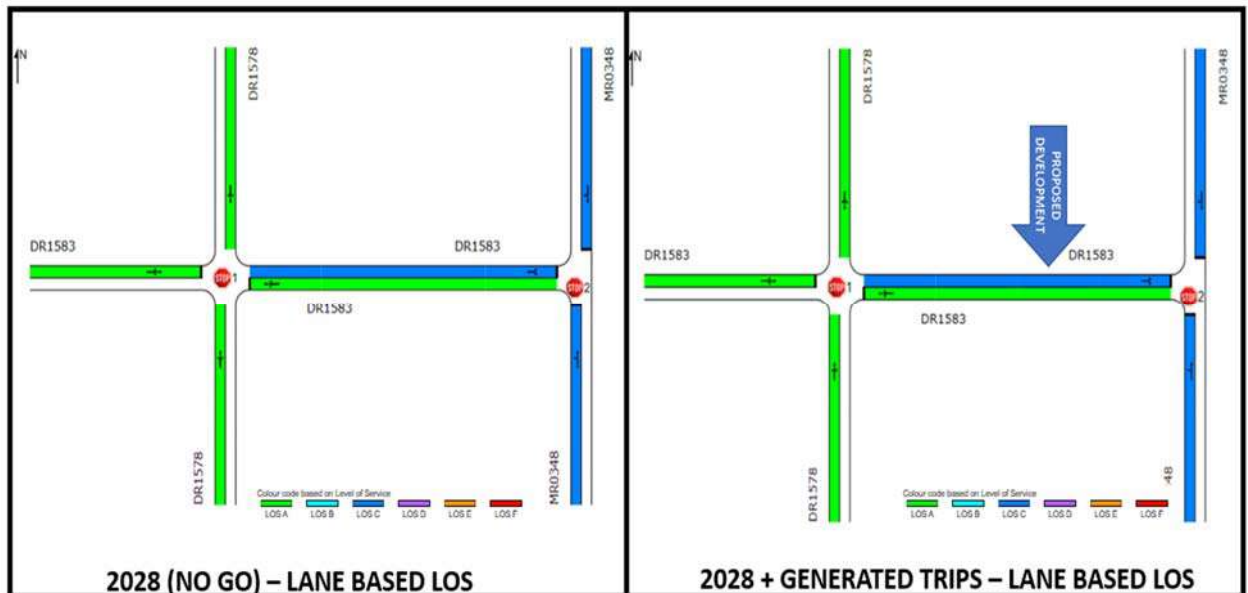 N
DR1578
MR0348
DR1583
DR1583
STOP 1
STOP 2
DR1583
DR1578
MR0348
Colour code based on Level of Service
LOS A LOS B LOS C LOS D LOS E LOS F
2028 (NO GO) – LANE BASED LOS
N
DR1578
MR0348
PROPOSED
DEVELOPMENT
DR1583
DR1583
STOP 1
STOP 2
DR1583
DR1578
48
Colour code based on Level of Service
LOS A LOS B LOS C LOS D LOS E LOS F
2028 + GENERATED TRIPS – LANE BASED LOS